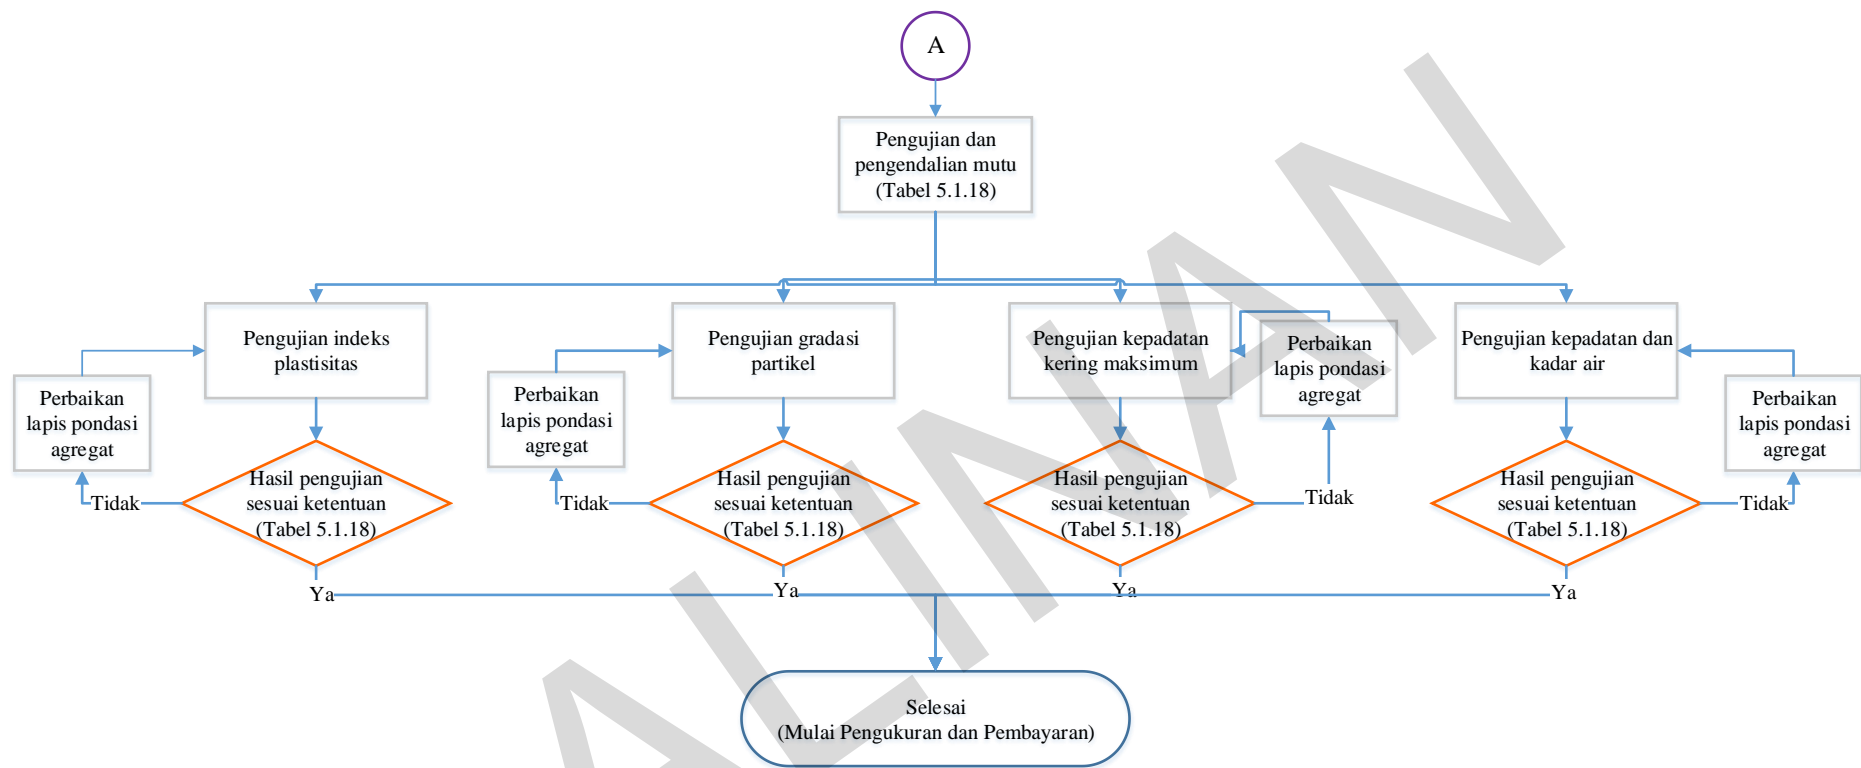 A
Pengujian dan
pengendalian mutu
(Tabel 5.1.18)
Pengujian indeks
plastisitas
Pengujian gradasi
partikel
Pengujian kepadatan
kering maksimum
Pengujian kepadatan dan
kadar air
Perbaikan
lapis pondasi
agregat
Perbaikan
lapis pondasi
agregat
Perbaikan
lapis pondasi
agregat
Perbaikan
lapis pondasi
agregat
Hasil pengujian
sesuai ketentuan
(Tabel 5.1.18)
Hasil pengujian
sesuai ketentuan
(Tabel 5.1.18)
Hasil pengujian
sesuai ketentuan
(Tabel 5.1.18)
Hasil pengujian
sesuai ketentuan
(Tabel 5.1.18)
Tidak
Tidak
Tidak
Tidak
Ya
Ya
Ya
Ya
Selesai
(Mulai Pengukuran dan Pembayaran)
ALINAN